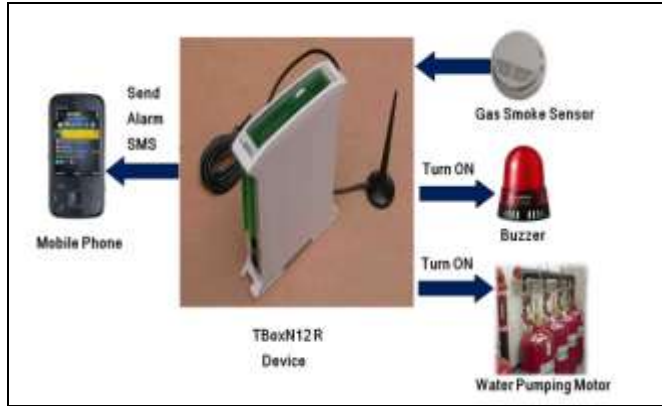 Send
Alarm
SMS
Mobile Phone
TBoxN12 R
Device
Gas Smoke Sensor
Turn ON
Buzzer
Turn ON
Water Pumping Motor